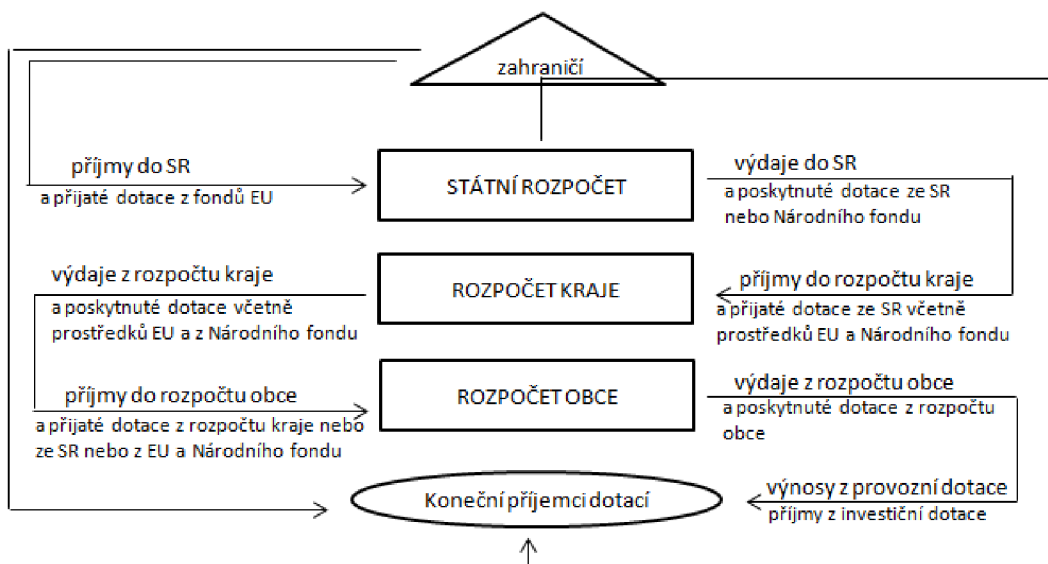 zahraničí
příjmy do SR
a přijaté dotace z fondů EU
STÁTNÍ ROZPOČET
výdaje do SR
a poskytnuté dotace ze SR
nebo Národního fondu
výdaje z rozpočtu kraje
a poskytnuté dotace včetně
prostředků EU a z Národního fondu
ROZPOČET KRAJE
příjmy do rozpočtu kraje
a přijaté dotace ze SR včetně
prostředků EU a Národního fondu
příjmy do rozpočtu obce
a přijaté dotace z rozpočtu kraje nebo
ze SR nebo z EU a Národního fondu
ROZPOČET OBCE
výdaje z rozpočtu obce
a poskytnuté dotace z rozpočtu
obce
Koneční příjemci dotací
výnosy z provozní dotace
příjmy z investiční dotace